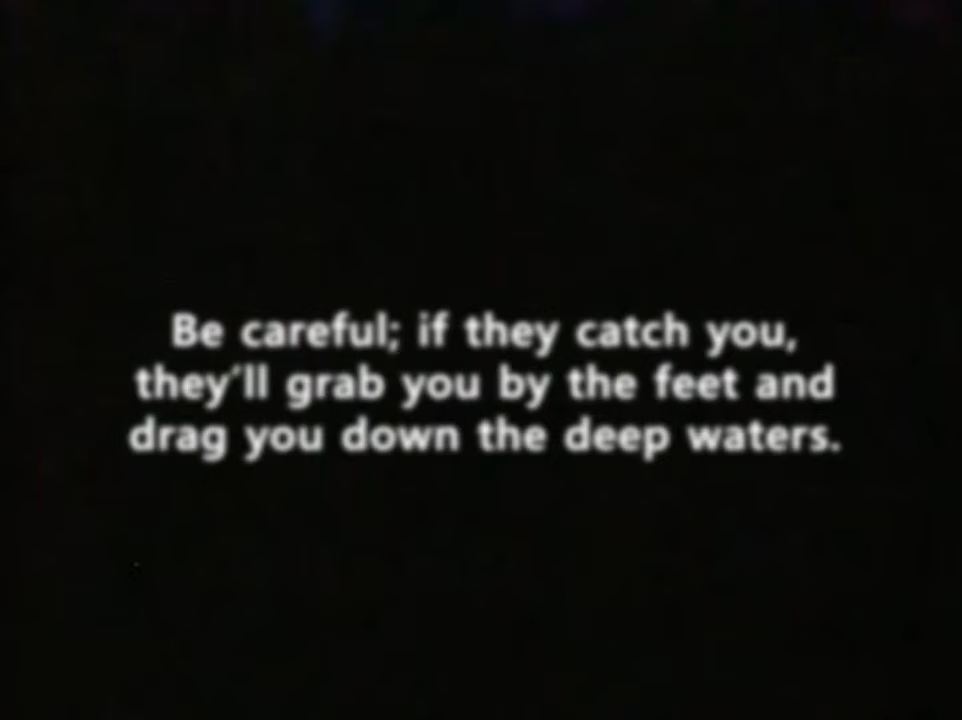 Be careful; if they catch you,
they'll grab you by the feet and
drag you down the deep waters.